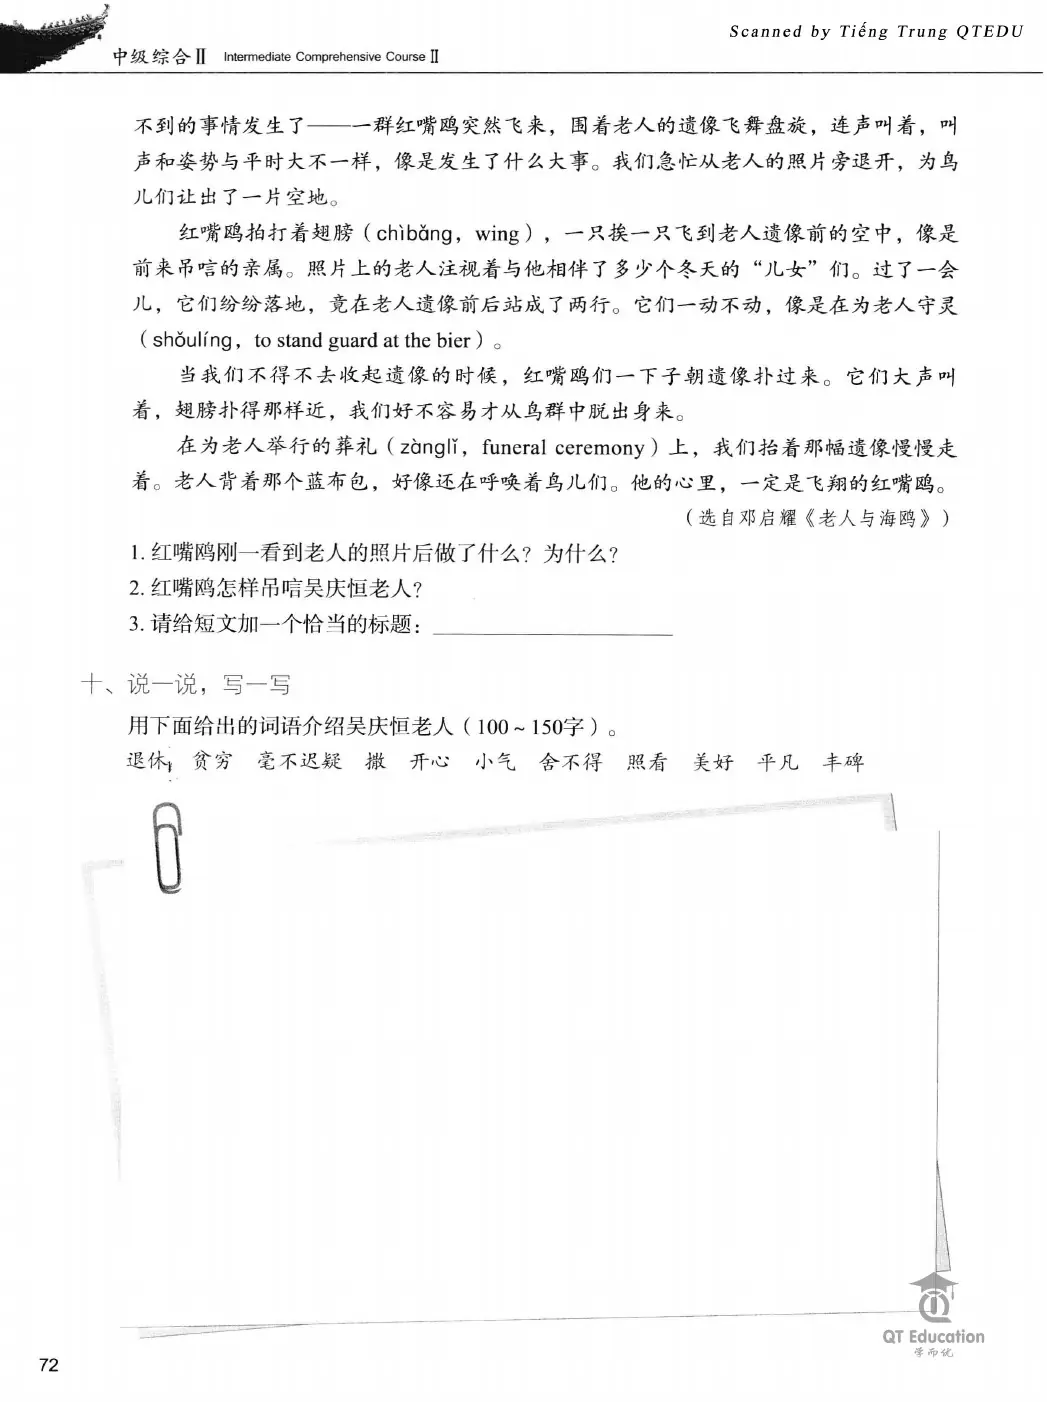 Scanned by Tiếng Trung QTEDU
中级综合Ⅱ Intermediate Comprehensive Course Ⅱ
不到的事情发生了——一群红嘴鸥突然飞来，围着老人的遗像飞舞盘旋，连声叫着，叫
声和姿势与平时大不一样，像是发生了什么大事。我们急忙从老人的照片旁退开，为鸟
儿们让出了一片空地。
红嘴鸥拍打着翅膀（chìbǎng，wing），一只挨一只飞到老人遗像前的空中，像是
前来吊唁的亲属。照片上的老人注视着与他相伴了多少个冬天的“儿女”们。过了一会
儿，它们纷纷落地，竟在老人遗像前后站成了两行。它们一动不动，像是在为老人守灵
（shǒulíng，to stand guard at the bier）。
当我们不得不去收起遗像的时候，红嘴鸥们一下子朝遗像扑过来。它们大声叫
着，翅膀扑得那样近，我们好不容易才从鸟群中脱出身来。
在为老人举行的葬礼（zànglǐ，funeral ceremony）上，我们抬着那幅遗像慢慢走
着。老人背着那个蓝布包，好像还在呼唤着鸟儿们。他的心里，一定是飞翔的红嘴鸥。
（选自邓启耀《老人与海鸥》）
1. 红嘴鸥刚一看到老人的照片后做了什么？为什么？
2. 红嘴鸥怎样吊唁吴庆恒老人？
3. 请给短文加一个恰当的标题：
十、说一说，写一写
用下面给出的词语介绍吴庆恒老人（100～150字）。
退休 贫穷 毫不迟疑 撒 开心 小气 舍不得 照看 美好 平凡 丰碑
QT Education
学而优
72